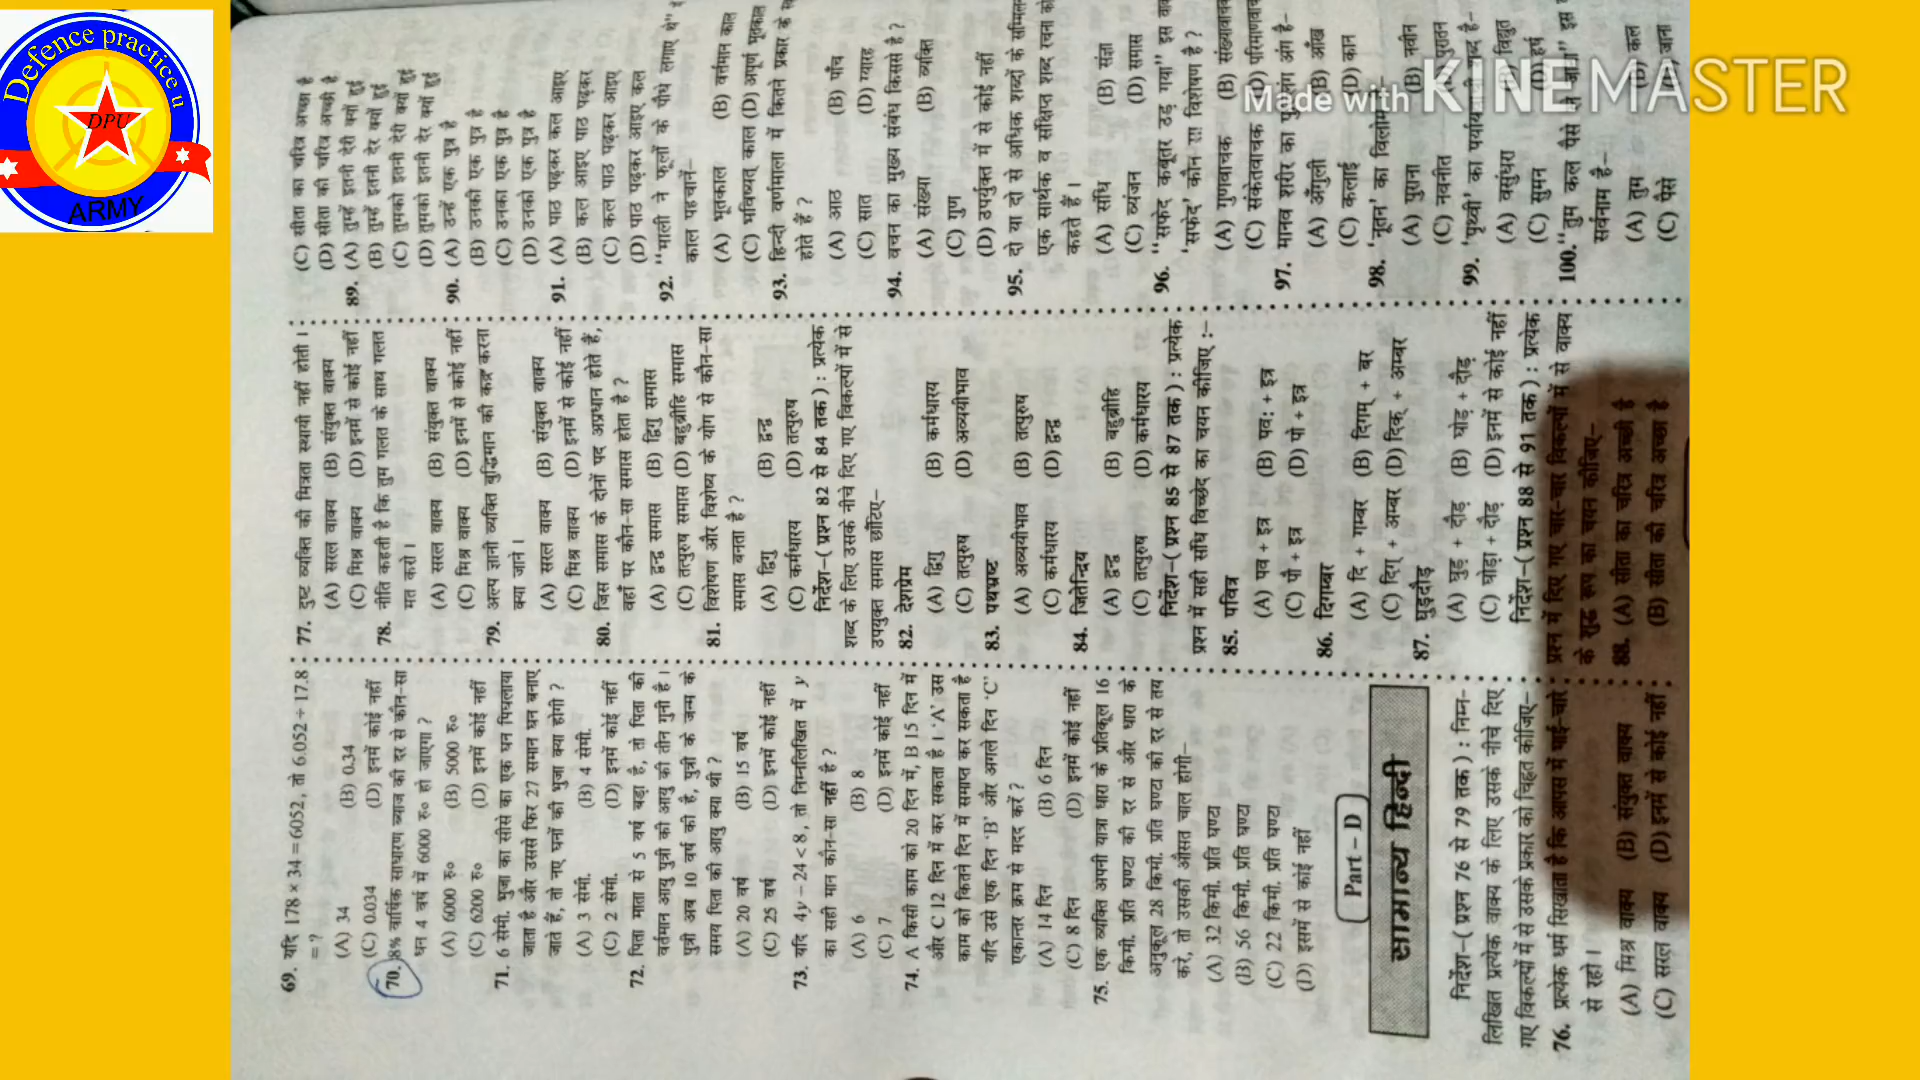 Defence practice u
DPU
ARMY
Made with KINEMASTER
69. यदि 178 × 34 = 6052, तो 6.052 ÷ 17.8
= ?
(A) 34 (B) 0.34
(C) 0.034 (D) इनमें कोई नहीं
70. 8% वार्षिक साधारण ब्याज की दर से कौन-सा
धन 4 वर्ष में 6000 रु० हो जाएगा ?
(A) 6000 रु० (B) 5000 रु०
(C) 6200 रु० (D) इनमें कोई नहीं
71. 6 सेमी. भुजा का सीसे का एक घन पिघलाया
जाता है और उससे फिर 27 समान घन बनाए
जाते हैं, तो नए घनों की भुजा क्या होगी ?
(A) 3 सेमी. (B) 4 सेमी.
(C) 2 सेमी. (D) इनमें कोई नहीं
72. पिता माता से 5 वर्ष बड़ा है, तो पिता की
वर्तमान आयु पुत्री की आयु की तीन गुनी है ।
पुत्री अब 10 वर्ष की है, पुत्री के जन्म के
समय पिता की आयु क्या थी ?
(A) 20 वर्ष (B) 15 वर्ष
(C) 25 वर्ष (D) इनमें कोई नहीं
73. यदि 4y – 24 < 8, तो निम्नलिखित में y
का सही मान कौन-सा नहीं है ?
(A) 6 (B) 8
(C) 7 (D) इनमें कोई नहीं
74. A किसी काम को 20 दिन में, B 15 दिन में
और C 12 दिन में कर सकता है । 'A' उस
काम को कितने दिन में समाप्त कर सकता है
यदि उसे एक दिन 'B' और अगले दिन 'C'
एकान्तर क्रम से मदद करें ?
(A) 14 दिन (B) 6 दिन
(C) 8 दिन (D) इनमें कोई नहीं
75. एक व्यक्ति अपनी यात्रा धारा के प्रतिकूल 16
किमी. प्रति घण्टा की दर से और धारा के
अनुकूल 28 किमी. प्रति घण्टा की दर से तय
करे, तो उसकी औसत चाल होगी–
(A) 32 किमी. प्रति घण्टा
(B) 56 किमी. प्रति घण्टा
(C) 22 किमी. प्रति घण्टा
(D) इसमें से कोई नहीं
Part – D
सामान्य हिन्दी
निर्देश–( प्रश्न 76 से 79 तक ) : निम्न-
लिखित प्रत्येक वाक्य के लिए उसके नीचे दिए
गए विकल्पों में से उसके प्रकार को चिह्नत कीजिए–
76. प्रत्येक धर्म सिखाता है कि आपस में भाई-चारे
से रहो ।
(A) मिश्र वाक्य (B) संयुक्त वाक्य
(C) सरल वाक्य (D) इनमें से कोई नहीं
77. दुष्ट व्यक्ति की मित्रता स्थायी नहीं होती ।
(A) सरल वाक्य (B) संयुक्त वाक्य
(C) मिश्र वाक्य (D) इनमें से कोई नहीं
78. नीति कहती है कि तुम गलत के साथ गलत
मत करो ।
(A) सरल वाक्य (B) संयुक्त वाक्य
(C) मिश्र वाक्य (D) इनमें से कोई नहीं
79. अल्प ज्ञानी व्यक्ति बुद्धिमान की कद्र करना
क्या जाने ।
(A) सरल वाक्य (B) संयुक्त वाक्य
(C) मिश्र वाक्य (D) इनमें से कोई नहीं
80. जिस समास के दोनों पद अप्रधान होते हैं,
वहाँ पर कौन-सा समास होता है ?
(A) द्वन्द्व समास (B) द्विगु समास
(C) तत्पुरुष समास (D) बहुब्रीहि समास
81. विशेषण और विशेष्य के योग से कौन-सा
समास बनता है ?
(A) द्विगु (B) द्वन्द्व
(C) कर्मधारय (D) तत्पुरुष
निर्देश–( प्रश्न 82 से 84 तक ) : प्रत्येक
शब्द के लिए उसके नीचे दिए गए विकल्पों में से
उपयुक्त समास छाँटिए–
82. देशप्रेम
(A) द्विगु (B) कर्मधारय
(C) तत्पुरुष (D) अव्ययीभाव
83. पथभ्रष्ट
(A) अव्ययीभाव (B) तत्पुरुष
(C) कर्मधारय (D) द्वन्द्व
84. जितेन्द्रिय
(A) द्वन्द्व (B) बहुब्रीहि
(C) तत्पुरुष (D) कर्मधारय
निर्देश–( प्रश्न 85 से 87 तक ) : प्रत्येक
प्रश्न में सही संधि विच्छेद का चयन कीजिए :–
85. पवित्र
(A) पव + इत्र (B) पव: + इत्र
(C) पौ + इत्र (D) पो + इत्र
86. दिगम्बर
(A) दि + गम्बर (B) दिगम् + बर
(C) दिग् + अम्बर (D) दिक् + अम्बर
87. घुड़दौड़
(A) घुड़ + दौड़ (B) घोड़ + दौड़
(C) घोड़ा + दौड़ (D) इनमें से कोई नहीं
निर्देश–( प्रश्न 88 से 91 तक ) : प्रत्येक
प्रश्न में दिए गए चार-चार विकल्पों में से वाक्य
के शुद्ध रूप का चयन कीजिए–
88. (A) सीता का चरित्र अच्छी है
(B) सीता की चरित्र अच्छा है
(C) सीता का चरित्र अच्छा है
(D) सीता की चरित्र अच्छी है
89. (A) तुम्हें इतनी देरी क्यों हुई
(B) तुम्हें इतनी देर क्यों हुई
(C) तुमको इतनी देरी क्यों हुई
(D) तुमको इतनी देर क्यों हुई
90. (A) उन्हें एक पुत्र है
(B) उनकी एक पुत्र है
(C) उनका एक पुत्र है
(D) उनको एक पुत्र है
91. (A) पाठ पढ़कर कल आइए
(B) कल आइए पाठ पढ़कर
(C) कल पाठ पढ़कर आइए
(D) पाठ पढ़कर आइए कल
92. "माली ने फूलों के पौधे लगाए थे"
काल पहचानें–
(A) भूतकाल (B) वर्तमान काल
(C) भविष्यत् काल (D) अपूर्ण भूतकाल
93. हिन्दी वर्णमाला में कितने प्रकार के
होते हैं ?
(A) आठ (B) पाँच
(C) सात (D) ग्यारह
94. वचन का मुख्य संबंध किससे है ?
(A) संख्या (B) व्यक्ति
(C) गुण
(D) उपर्युक्त में से कोई नहीं
95. दो या दो से अधिक शब्दों के
एक सार्थक व संक्षिप्त शब्द रचना को
कहते हैं ।
(A) संधि (B) संज्ञा
(C) व्यंजन (D) समास
96. "सफेद कबूतर उड़ गया" इस
'सफेद' कौन सा विशेषण है ?
(A) गुणवाचक (B) संख्यावाचक
(C) संकेतवाचक (D) परिमाणवाचक
97. मानव शरीर का अंग है–
(A) अँगुली (B) आँख
(C) कलाई (D) कान
98. 'नूतन' का विलोम–
(A) पुराना (B) नवीन
(C) नवनीत (D) पुरातन
99. 'पृथ्वी' का पर्यायवाची शब्द है–
(A) वसुंधरा (B) विद्युत
(C) सुमन (D) हर्ष
100. "तुम कल पैसे ले जाना" इस
सर्वनाम है–
(A) तुम (B) कल
(C) पैसे (D) जाना